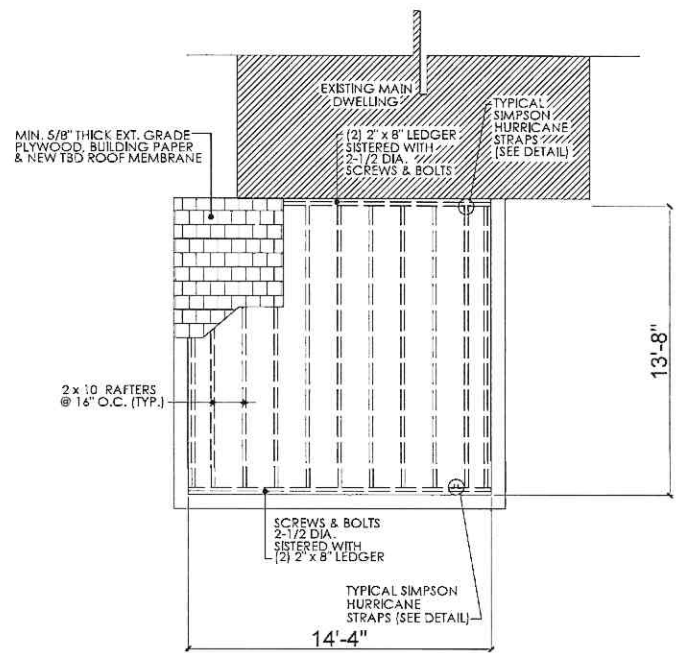 EXISTING MAIN
DWELLING
TYPICAL
SIMPSON
HURRICANE
STRAPS
(SEE DETAIL)
MIN. 5/8" THICK EXT. GRADE
PLYWOOD, BUILDING PAPER
& NEW TBD ROOF MEMBRANE
(2) 2" x 8" LEDGER
SISTERED WITH
2-1/2 DIA.
SCREWS & BOLTS
13'-8"
2 x 10 RAFTERS
@ 16" O.C. (TYP.)
SCREWS & BOLTS
2-1/2 DIA.
SISTERED WITH
(2) 2" x 8" LEDGER
TYPICAL SIMPSON
HURRICANE
STRAPS (SEE DETAIL)
14'-4"